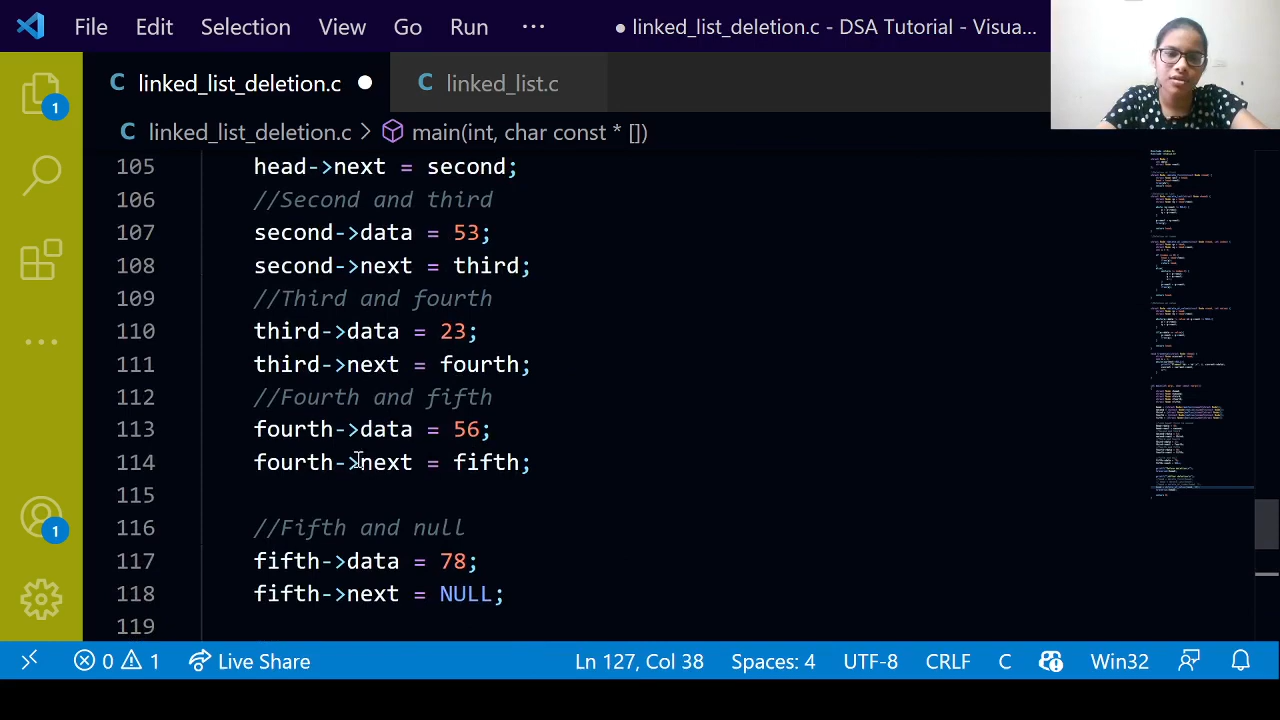 File Edit Selection View Go Run ··· ● linked_list_deletion.c - DSA Tutorial - Visua...
C linked_list_deletion.c ● C linked_list.c
C linked_list_deletion.c > main(int, char const * [])
105 head->next = second;
106 //Second and third
107 second->data = 53;
108 second->next = third;
109 //Third and fourth
110 third->data = 23;
111 third->next = fourth;
112 //Fourth and fifth
113 fourth->data = 56;
114 fourth->next = fifth;
115
116 //Fifth and null
117 fifth->data = 78;
118 fifth->next = NULL;
119
1
1
0 1 Live Share Ln 127, Col 38 Spaces: 4 UTF-8 CRLF C Win32